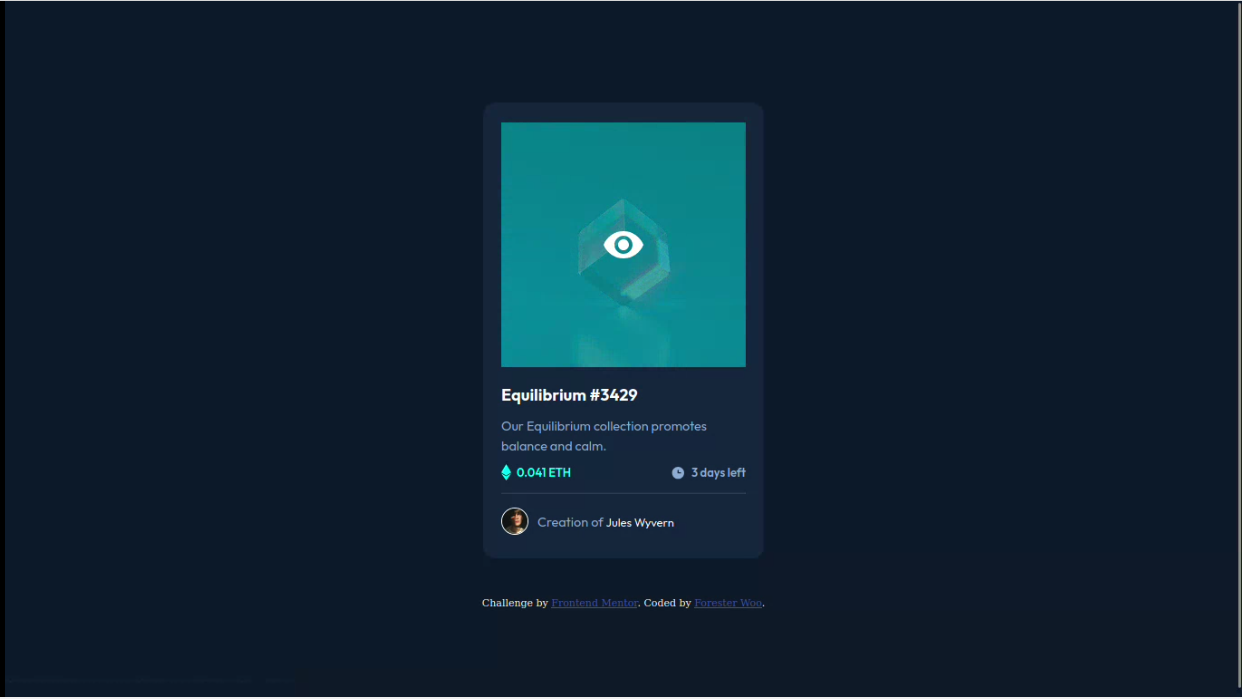 Equilibrium #3429
Our Equilibrium collection promotes
balance and calm.
0.041 ETH 3 days left
Creation of Jules Wyvern
Challenge by Frontend Mentor. Coded by Forester Woo.